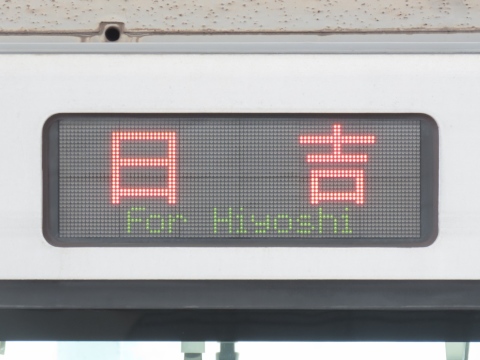 日吉
For Hiyoshi